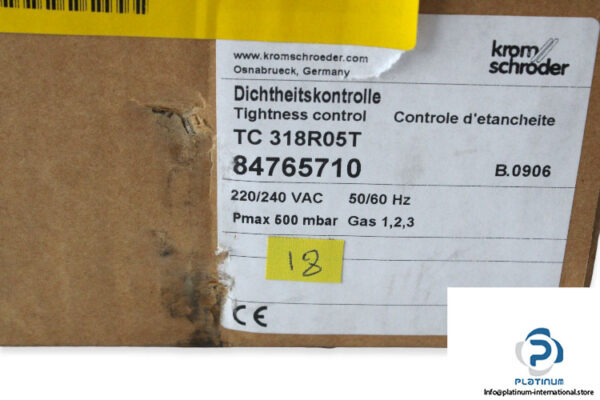 www.kromschroeder.com
Osnabrueck, Germany
krom
schröder
Dichtheitskontrolle
Tightness control Controle d'etancheite
TC 318R05T
84765710 B.0906
220/240 VAC 50/60 Hz
Pmax 500 mbar Gas 1,2,3
18
CE
PLATINUM
Info@platinum-international.store